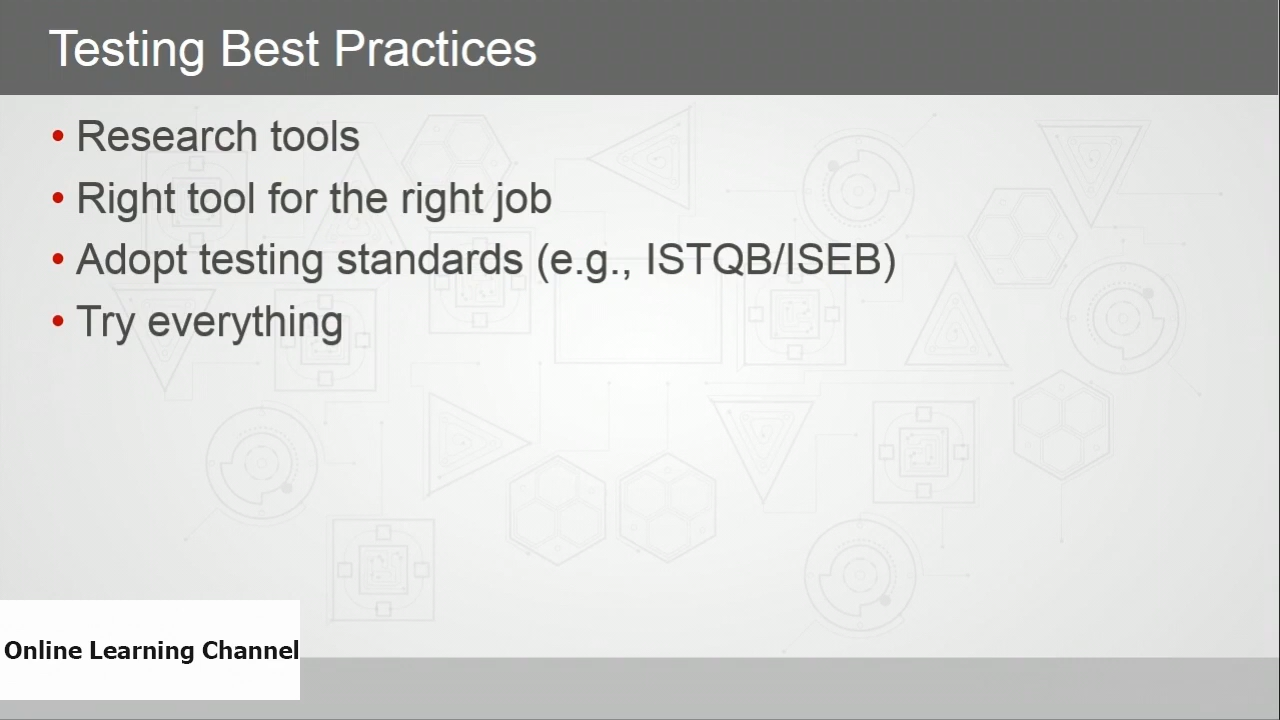 Testing Best Practices
• Research tools
• Right tool for the right job
• Adopt testing standards (e.g., ISTQB/ISEB)
• Try everything
Online Learning Channel